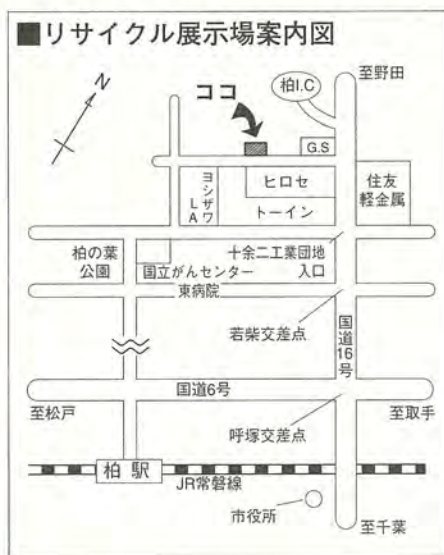 ■リサイクル展示場案内図
至野田
N
ココ
柏I.C
G.S
ヨシザワLA
ヒロセ
トーイン
住友
軽金属
柏の葉
公園
国立がんセンター
東病院
十余二工業団地
入口
若柴交差点
国道16号
国道6号
至松戸
至取手
呼塚交差点
柏駅
JR常磐線
市役所
至千葉